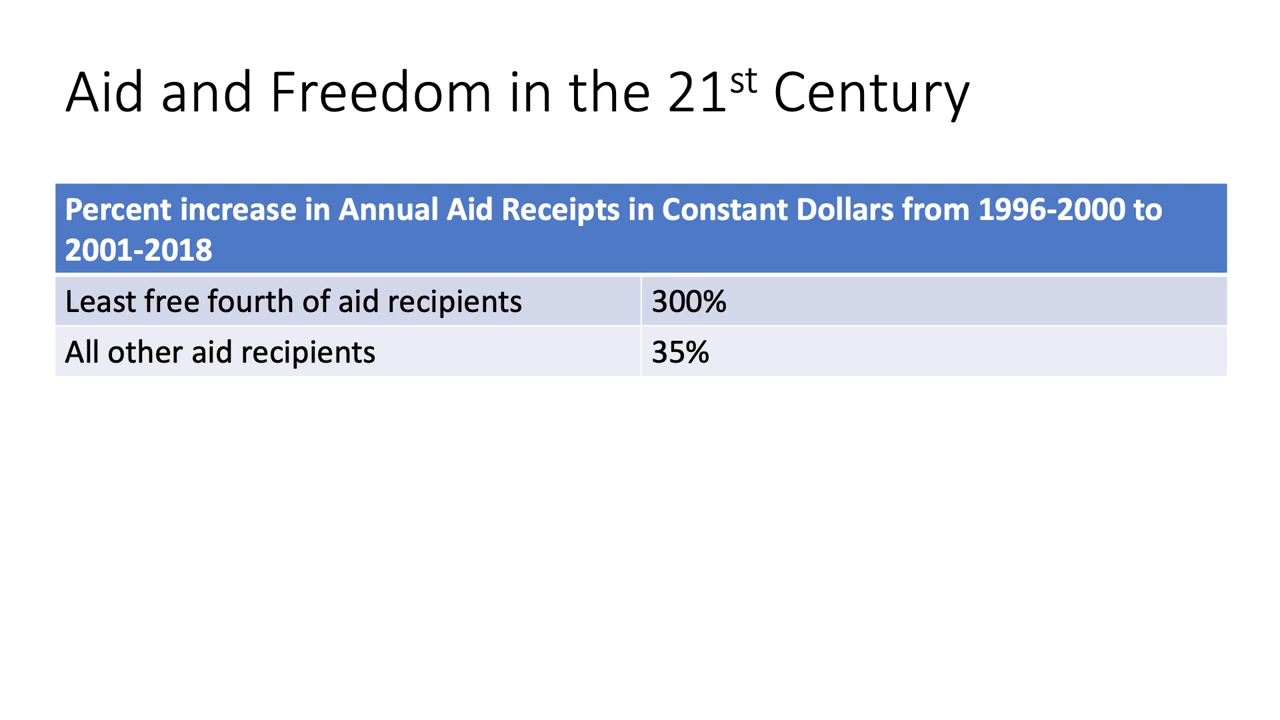 Aid and Freedom in the 21st Century
Percent increase in Annual Aid Receipts in Constant Dollars from 1996-2000 to
2001-2018
Least free fourth of aid recipients 300%
All other aid recipients 35%